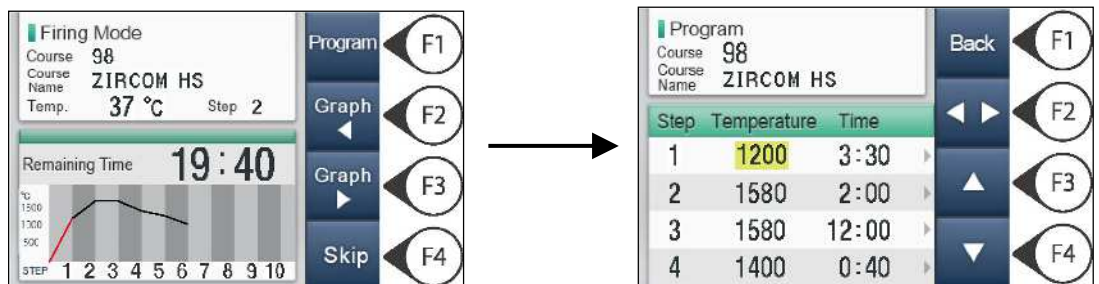 Firing Mode
Course 98
Course Name ZIRCOM HS
Temp. 37 °C Step 2
Remaining Time 19:40
°C
1500
1000
500
STEP 1 2 3 4 5 6 7 8 9 10
Program F1
Graph F2
Graph F3
Skip F4
Program
Course 98
Course Name ZIRCOM HS
Step Temperature Time
1 1200 3:30
2 1580 2:00
3 1580 12:00
4 1400 0:40
Back F1
F2
F3
F4